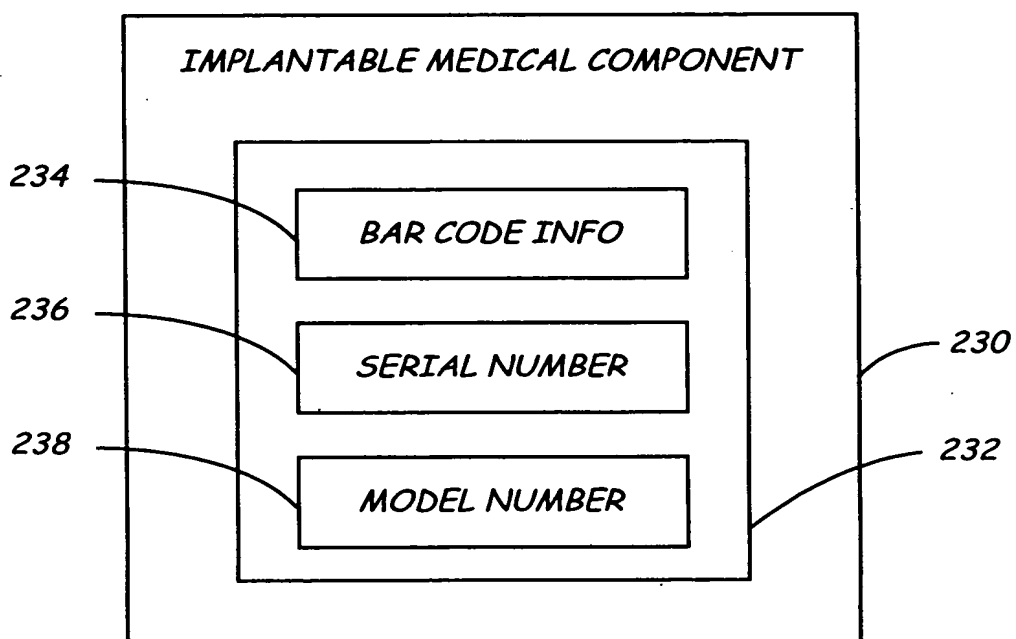 IMPLANTABLE MEDICAL COMPONENT
234
BAR CODE INFO
236
SERIAL NUMBER
230
238
MODEL NUMBER
232